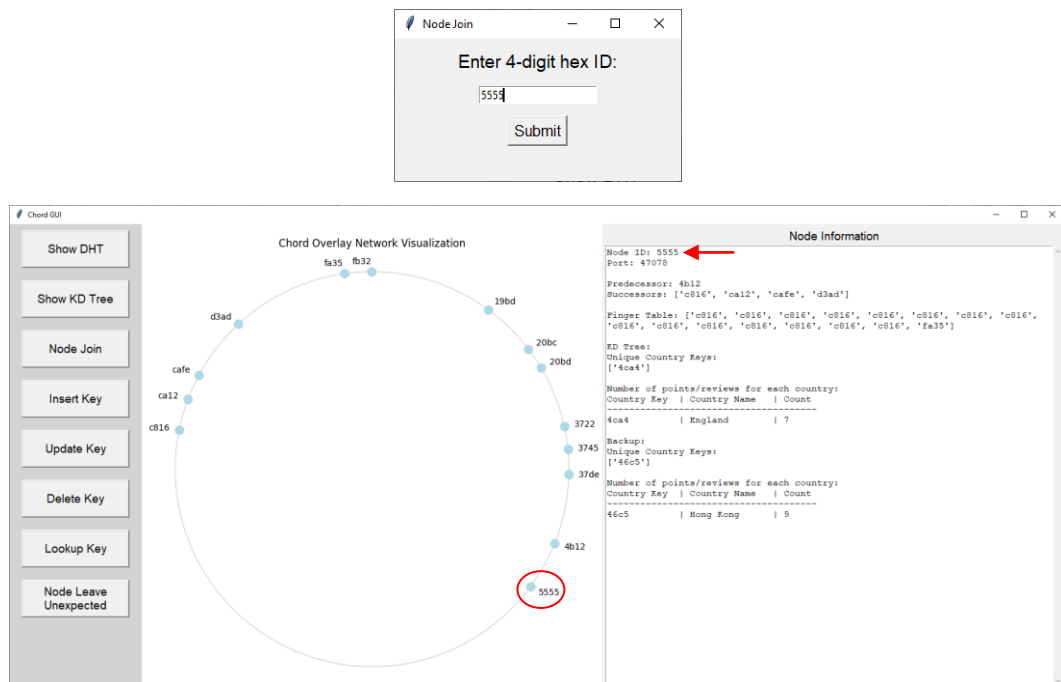 Node Join
Enter 4-digit hex ID:
5555
Submit
Chord GUI
Show DHT
Show KD Tree
Node Join
Insert Key
Update Key
Delete Key
Lookup Key
Node Leave
Unexpected
Chord Overlay Network Visualization
fa35
fb32
19bd
d3ad
20bc
20bd
cafe
ca12
c816
3722
3745
37de
4b12
5555
Node Information
Node ID: 5555
Port: 47078
Predecessor: 4b12
Successors: ['c816', 'ca12', 'cafe', 'd3ad']
Finger Table: ['c816', 'c816', 'c816', 'c816', 'c816', 'c816', 'c816', 'c816',
'c816', 'c816', 'c816', 'c816', 'c816', 'c816', 'c816', 'fa35']
KD Tree:
Unique Country Keys:
['4ca4']
Number of points/reviews for each country:
Country Key | Country Name | Count
----------------------------------------
4ca4 | England | 7
Backup:
Unique Country Keys:
['46c5']
Number of points/reviews for each country:
Country Key | Country Name | Count
----------------------------------------
46c5 | Hong Kong | 9